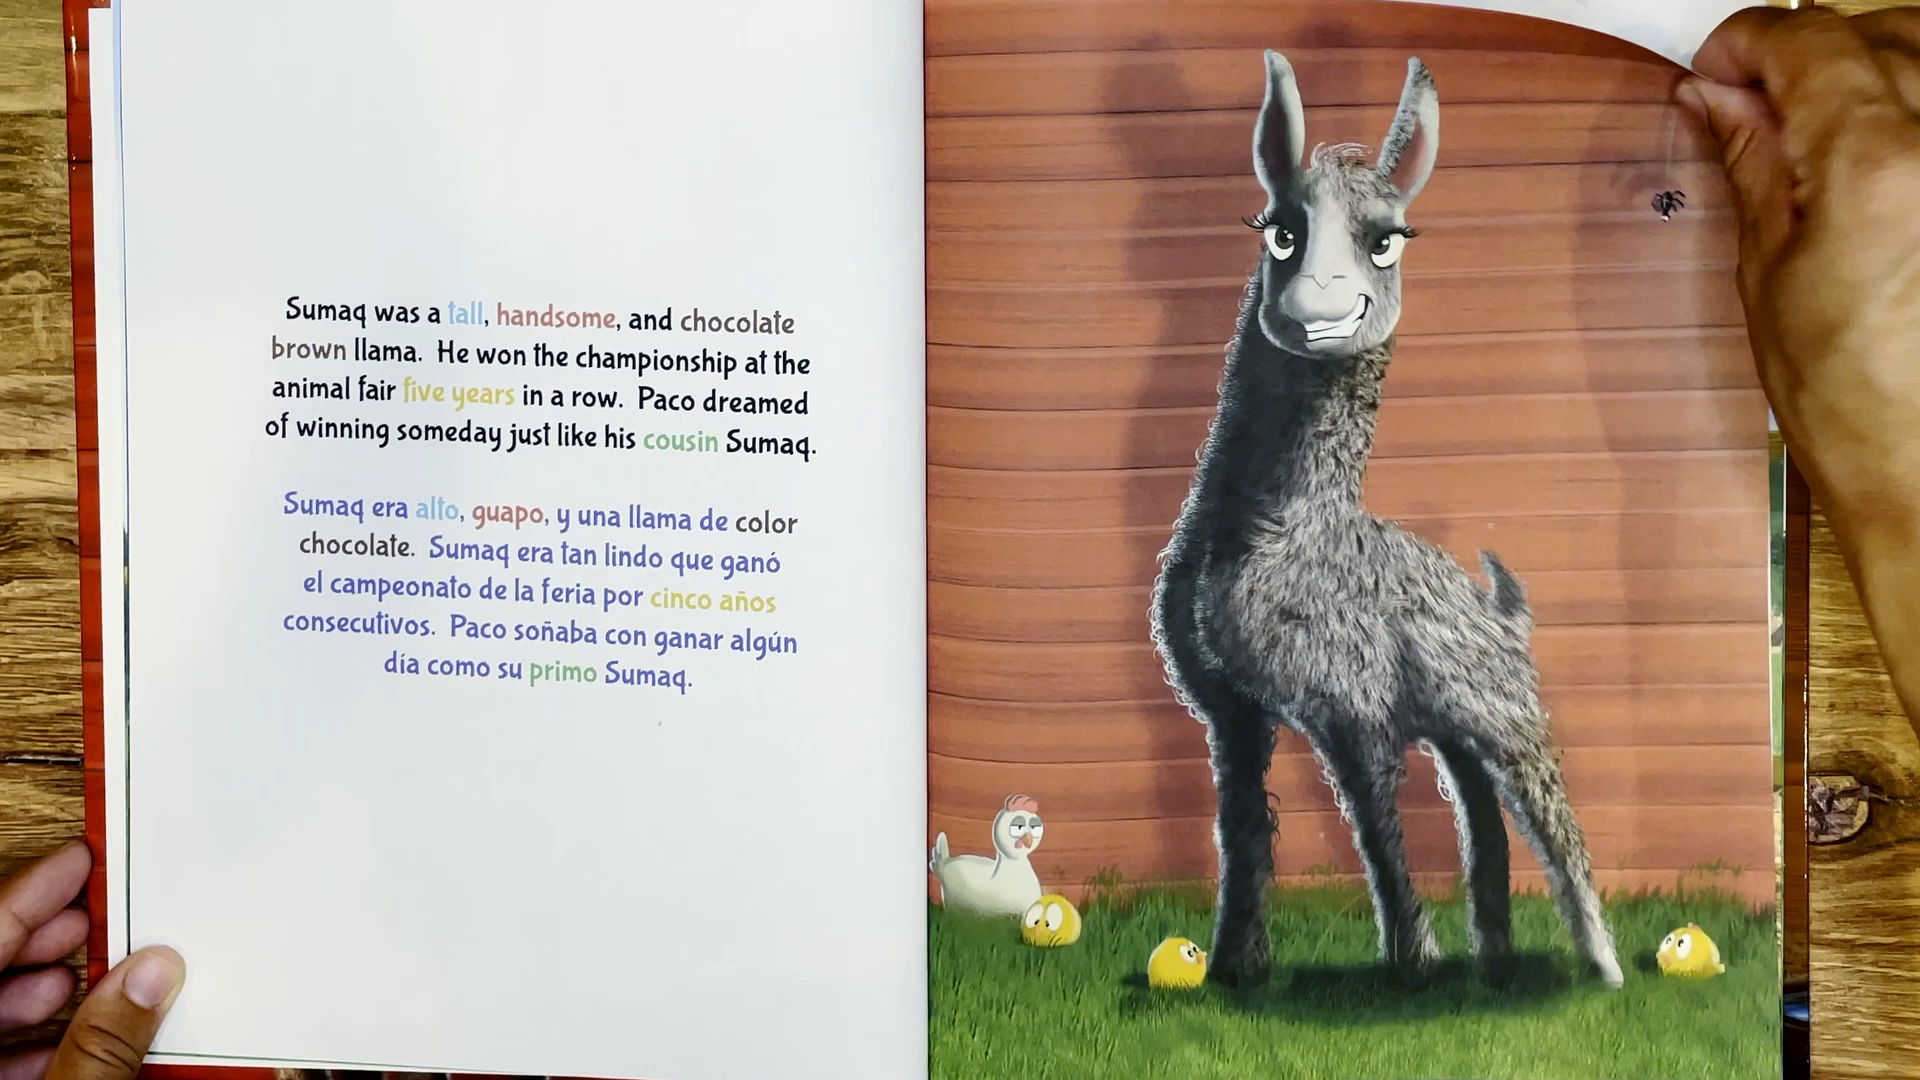 Sumaq was a tall, handsome, and chocolate
brown llama. He won the championship at the
animal fair five years in a row. Paco dreamed
of winning someday just like his cousin Sumaq.
Sumaq era alto, guapo, y una llama de color
chocolate. Sumaq era tan lindo que ganó
el campeonato de la feria por cinco años
consecutivos. Paco soñaba con ganar algún
día como su primo Sumaq.